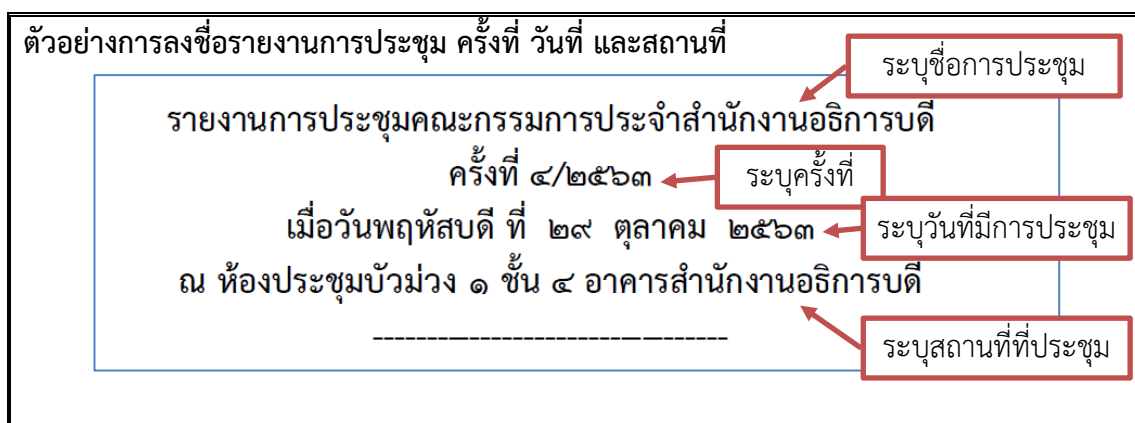 ตัวอย่างการลงชื่อรายงานการประชุม ครั้งที่ วันที่ และสถานที่
ระบุชื่อการประชุม
รายงานการประชุมคณะกรรมการประจำสำนักงานอธิการบดี
ครั้งที่ ๔/๒๕๖๓
ระบุครั้งที่
เมื่อวันพฤหัสบดี ที่ ๒๙ ตุลาคม ๒๕๖๓
ระบุวันที่มีการประชุม
ณ ห้องประชุมบัวม่วง ๑ ชั้น ๔ อาคารสำนักงานอธิการบดี
ระบุสถานที่ที่ประชุม
---------------------------------